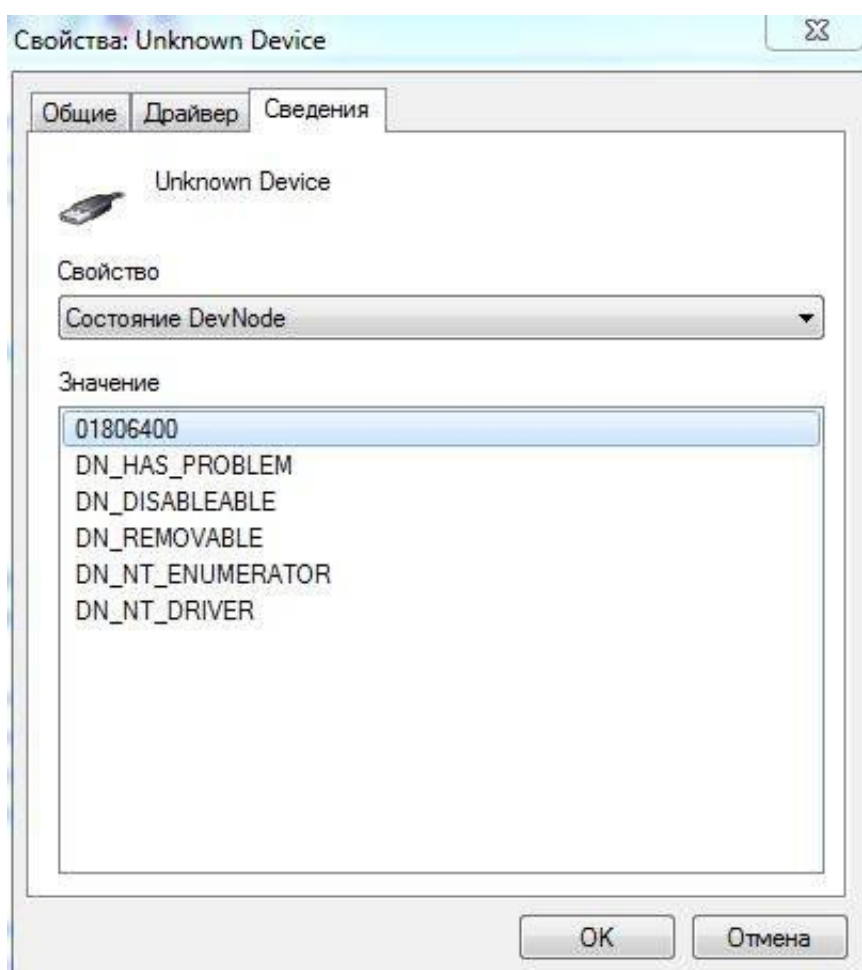 Свойства: Unknown Device
Общие Драйвер Сведения
Unknown Device
Свойство
Состояние DevNode
Значение
01806400
DN_HAS_PROBLEM
DN_DISABLEABLE
DN_REMOVABLE
DN_NT_ENUMERATOR
DN_NT_DRIVER
OK Отмена